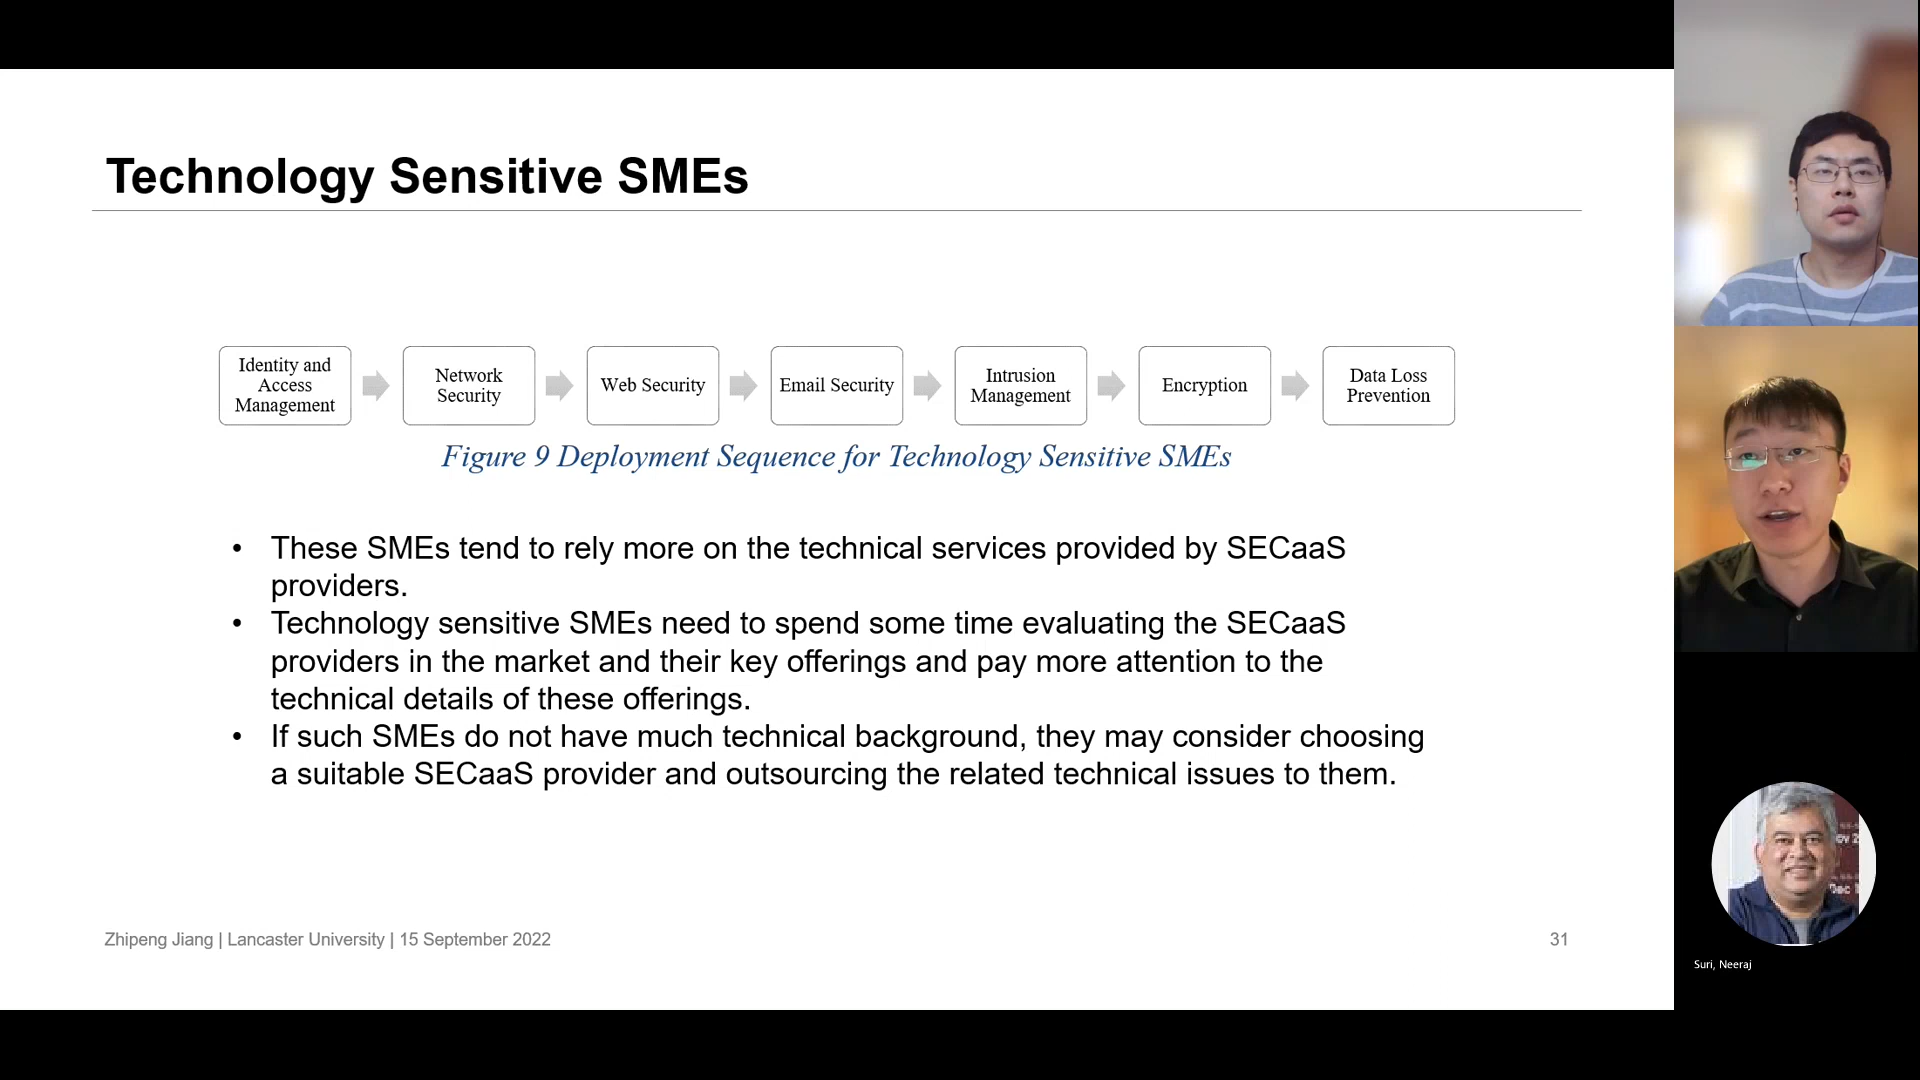 Technology Sensitive SMEs
Identity and
Access
Management
Network
Security
Web Security
Email Security
Intrusion
Management
Encryption
Data Loss
Prevention
Figure 9 Deployment Sequence for Technology Sensitive SMEs
• These SMEs tend to rely more on the technical services provided by SECaaS
providers.
• Technology sensitive SMEs need to spend some time evaluating the SECaaS
providers in the market and their key offerings and pay more attention to the
technical details of these offerings.
• If such SMEs do not have much technical background, they may consider choosing
a suitable SECaaS provider and outsourcing the related technical issues to them.
Zhipeng Jiang | Lancaster University | 15 September 2022
31
Suri, Neeraj